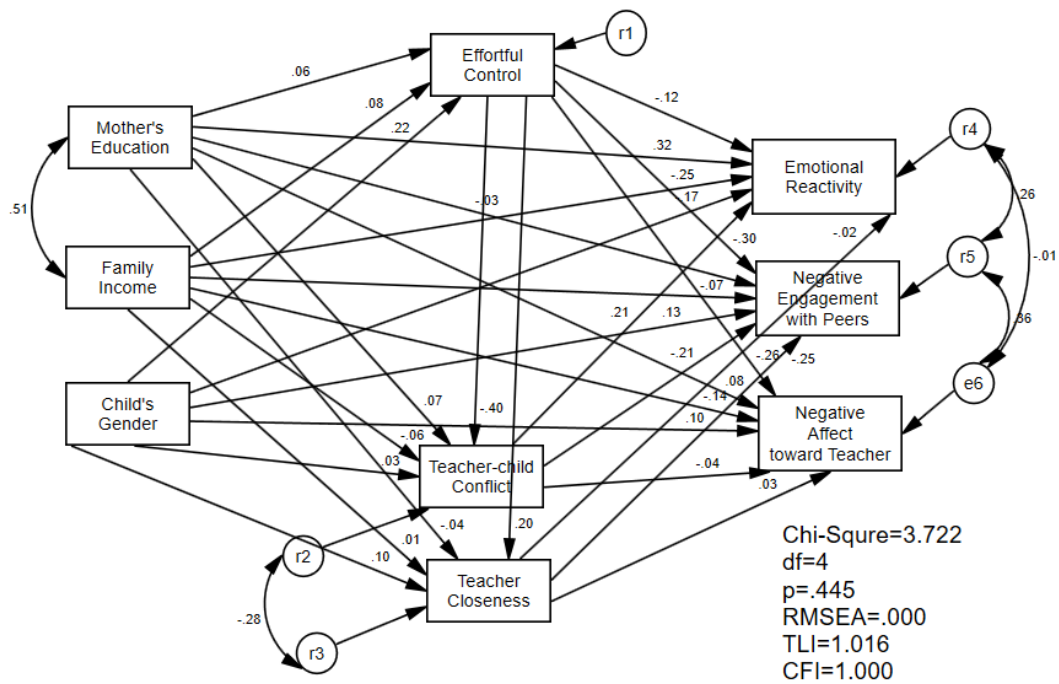 Effortful
Control
r1
.06
.08
-.12
Mother's
Education
.22
.32
r4
Emotional
Reactivity
-.25
-.03
.17
.51
.26
-.02
-.30
r5
-.01
Family
Income
Negative
Engagement
with Peers
-.07
.21
.13
.36
-.21
-.26
-.25
e6
.08
Child's
Gender
.07
-.40
-.14
.10
Negative
Affect
toward Teacher
-.06
.03
Teacher-child
Conflict
-.04
.03
-.04
.20
.01
.10
r2
Teacher
Closeness
-.28
r3
Chi-Squre=3.722
df=4
p=.445
RMSEA=.000
TLI=1.016
CFI=1.000